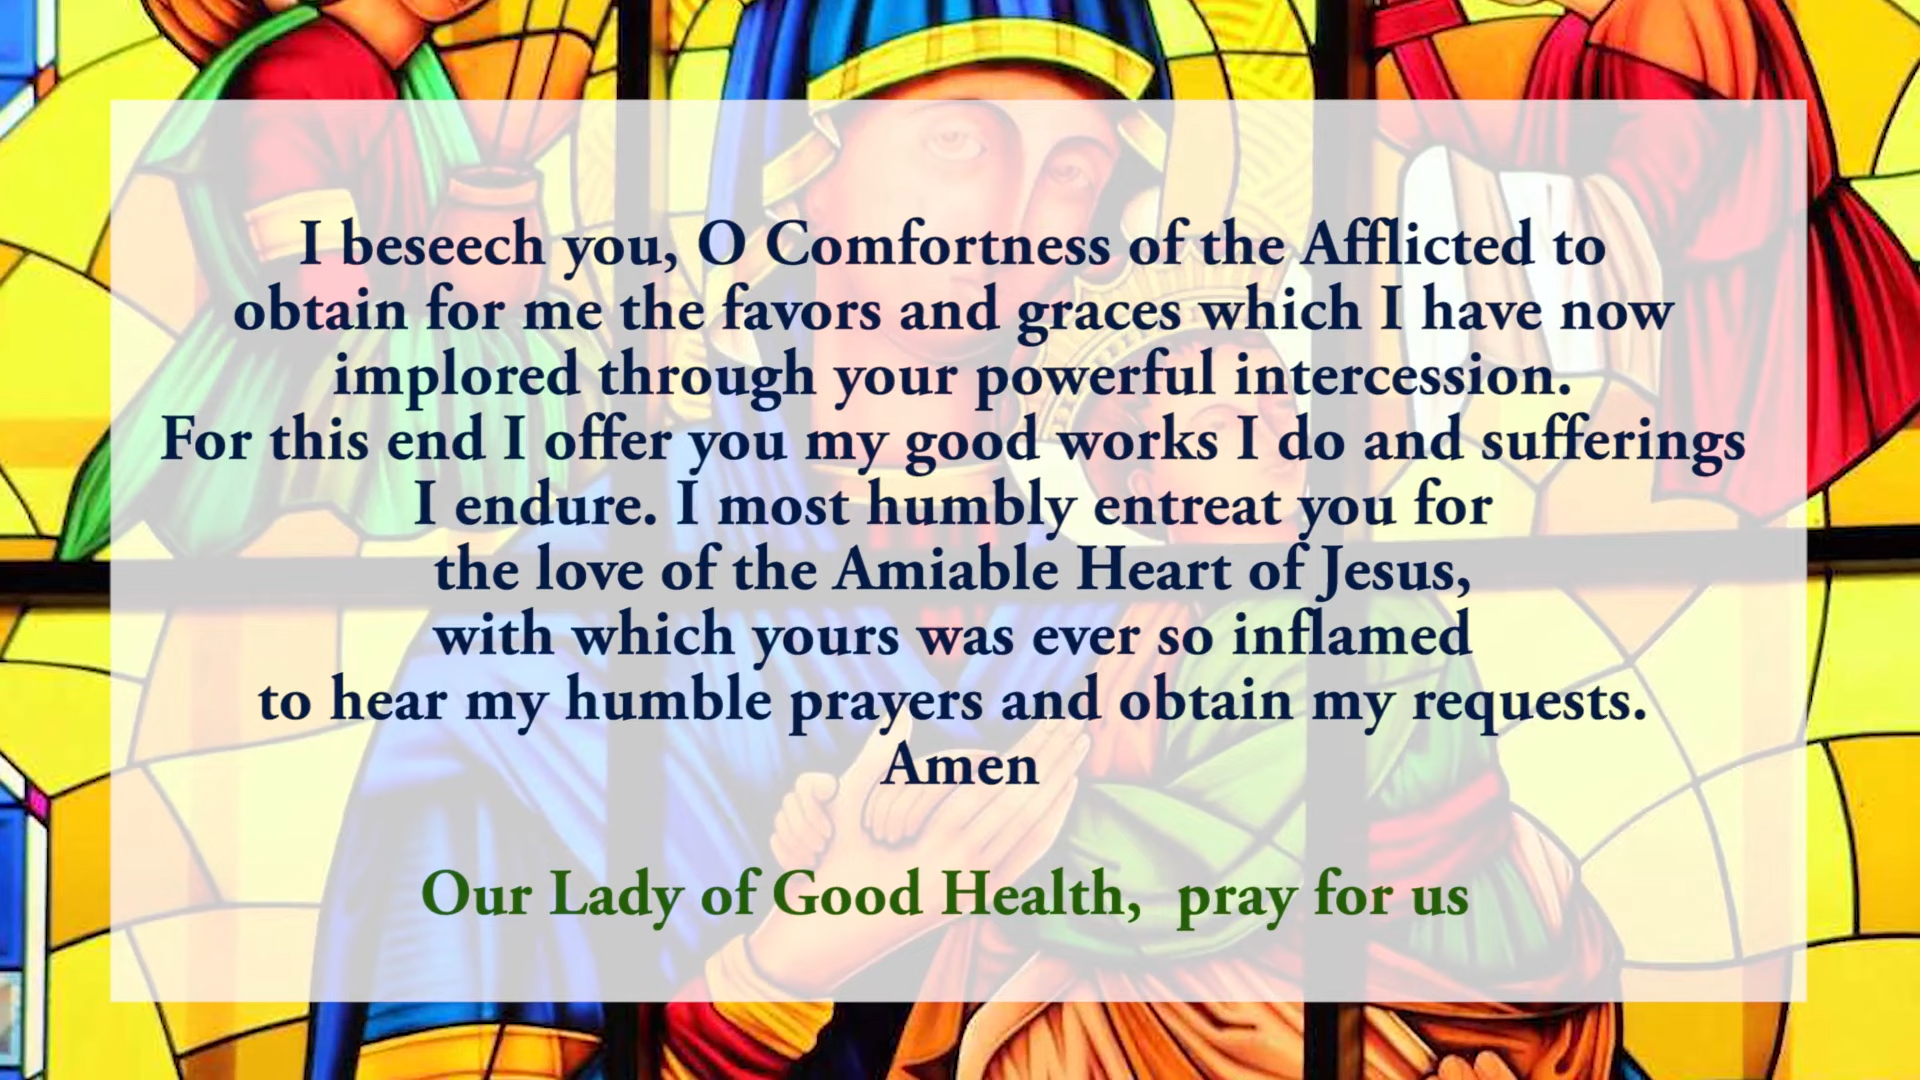 I beseech you, O Comfortness of the Afflicted to
obtain for me the favors and graces which I have now
implored through your powerful intercession.
For this end I offer you my good works I do and sufferings
I endure. I most humbly entreat you for
the love of the Amiable Heart of Jesus,
with which yours was ever so inflamed
to hear my humble prayers and obtain my requests.
Amen
Our Lady of Good Health,  pray for us